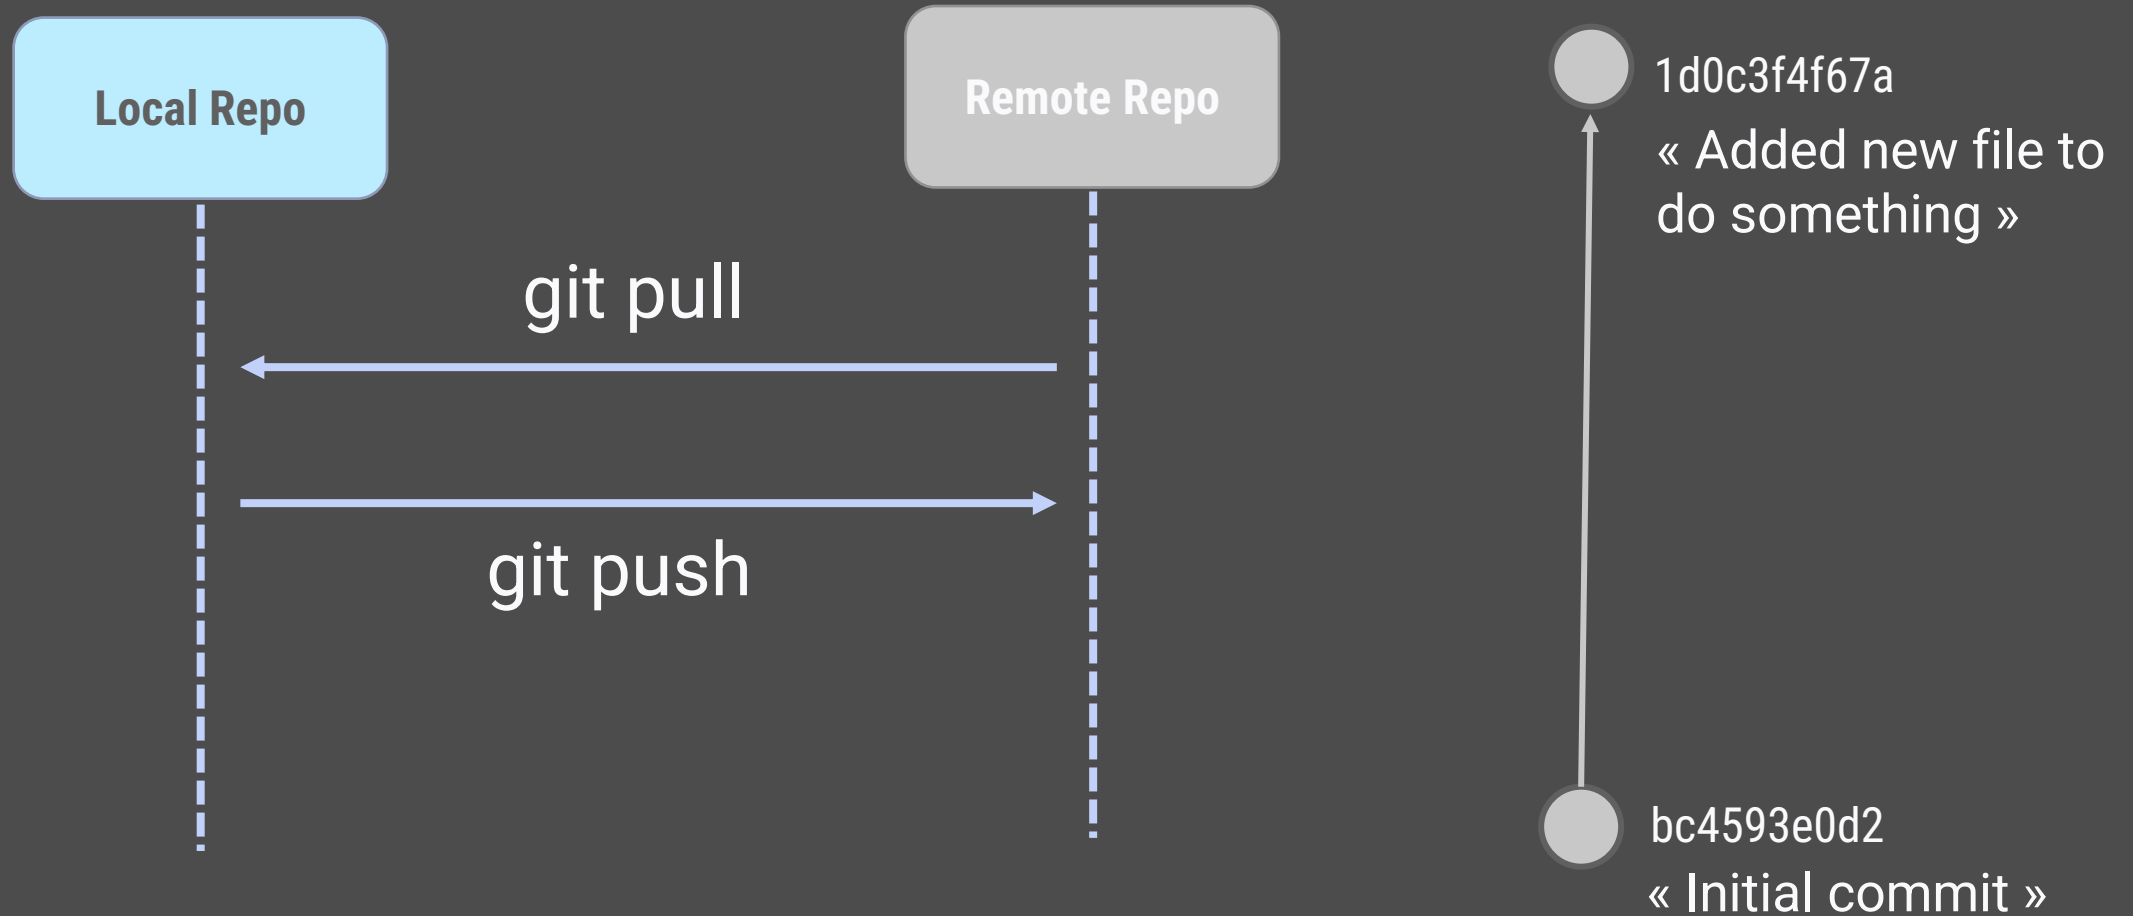 Local Repo
Remote Repo
git pull
git push
1d0c3f4f67a
« Added new file to
do something »
bc4593e0d2
« Initial commit »